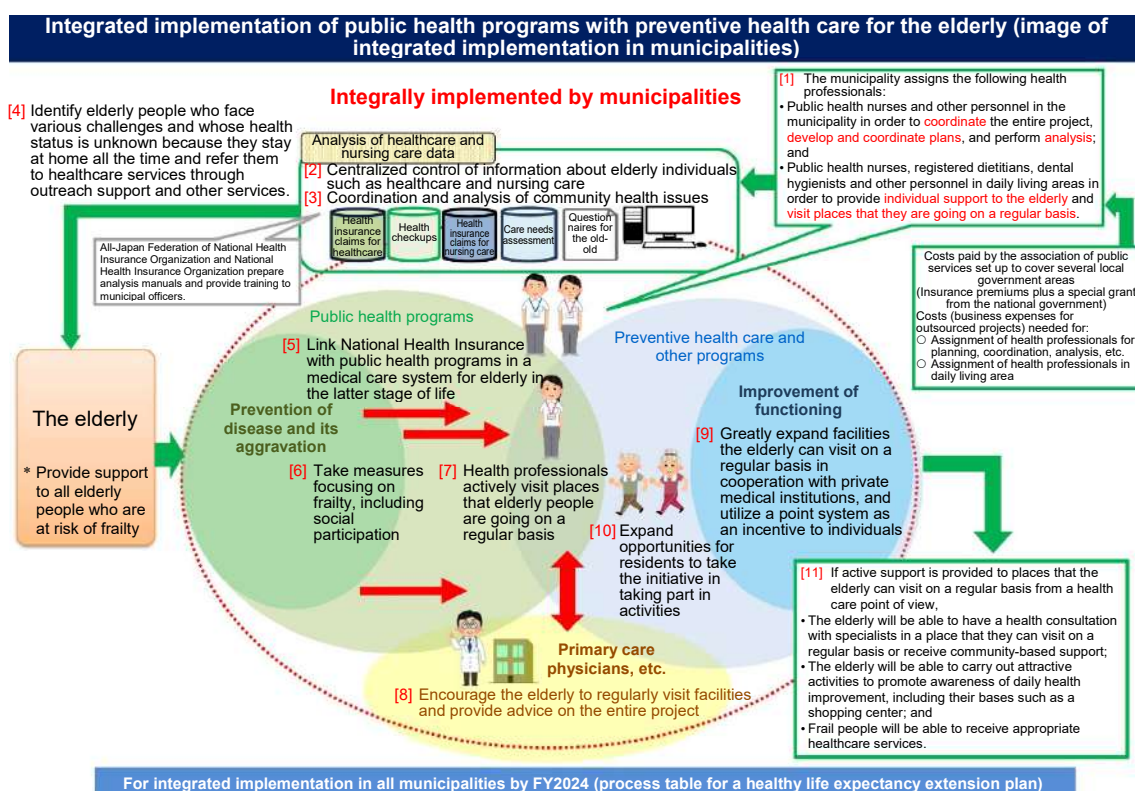 Integrated implementation of public health programs with preventive health care for the elderly (image of
integrated implementation in municipalities)
Integrally implemented by municipalities
[4] Identify elderly people who face
various challenges and whose health
status is unknown because they stay
at home all the time and refer them
to healthcare services through
outreach support and other services.
Analysis of healthcare and
nursing care data
[2] Centralized control of information about elderly individuals
such as healthcare and nursing care
[3] Coordination and analysis of community health issues
Health
insurance
claims for
healthcare
Health
checkups
Health
insurance
claims for
nursing care
Care needs
assessment
Question
naires for
the old-
old
[1] The municipality assigns the following health
professionals:
• Public health nurses and other personnel in the
municipality in order to coordinate the entire project,
develop and coordinate plans, and perform analysis;
and
• Public health nurses, registered dietitians, dental
hygienists and other personnel in daily living areas in
order to provide individual support to the elderly and
visit places that they are going on a regular basis.
All-Japan Federation of National Health
Insurance Organization and National
Health Insurance Organization prepare
analysis manuals and provide training to
municipal officers.
Costs paid by the association of public
services set up to cover several local
government areas
(Insurance premiums plus a special grant
from the national government)
Costs (business expenses for
outsourced projects) needed for:
○ Assignment of health professionals for
planning, coordination, analysis, etc.
○ Assignment of health professionals in
daily living area
Public health programs
[5] Link National Health Insurance
with public health programs in a
medical care system for elderly in
the latter stage of life
Preventive health care and
other programs
The elderly
* Provide support
to all elderly
people who are
at risk of frailty
Prevention of
disease and its
aggravation
[6] Take measures
focusing on
frailty, including
social
participation
[7] Health professionals
actively visit places
that elderly people
are going on a
regular basis
Improvement of
functioning
[9] Greatly expand facilities
the elderly can visit on a
regular basis in
cooperation with private
medical institutions, and
utilize a point system as
an incentive to individuals
[10] Expand
opportunities for
residents to take
the initiative in
taking part in
activities
Primary care
physicians, etc.
[8] Encourage the elderly to regularly visit facilities
and provide advice on the entire project
[11] If active support is provided to places that the
elderly can visit on a regular basis from a health
care point of view,
• The elderly will be able to have a health consultation
with specialists in a place that they can visit on a
regular basis or receive community-based support;
• The elderly will be able to carry out attractive
activities to promote awareness of daily health
improvement, including their bases such as a
shopping center; and
• Frail people will be able to receive appropriate
healthcare services.
For integrated implementation in all municipalities by FY2024 (process table for a healthy life expectancy extension plan)